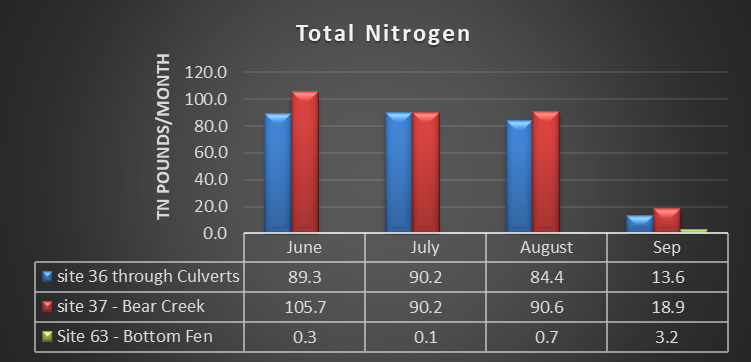 Total Nitrogen
TN POUNDS/MONTH
120.0
100.0
80.0
60.0
40.0
20.0
0.0
June July August Sep
site 36 through Culverts 89.3 90.2 84.4 13.6
site 37 - Bear Creek 105.7 90.2 90.6 18.9
Site 63 - Bottom Fen 0.3 0.1 0.7 3.2